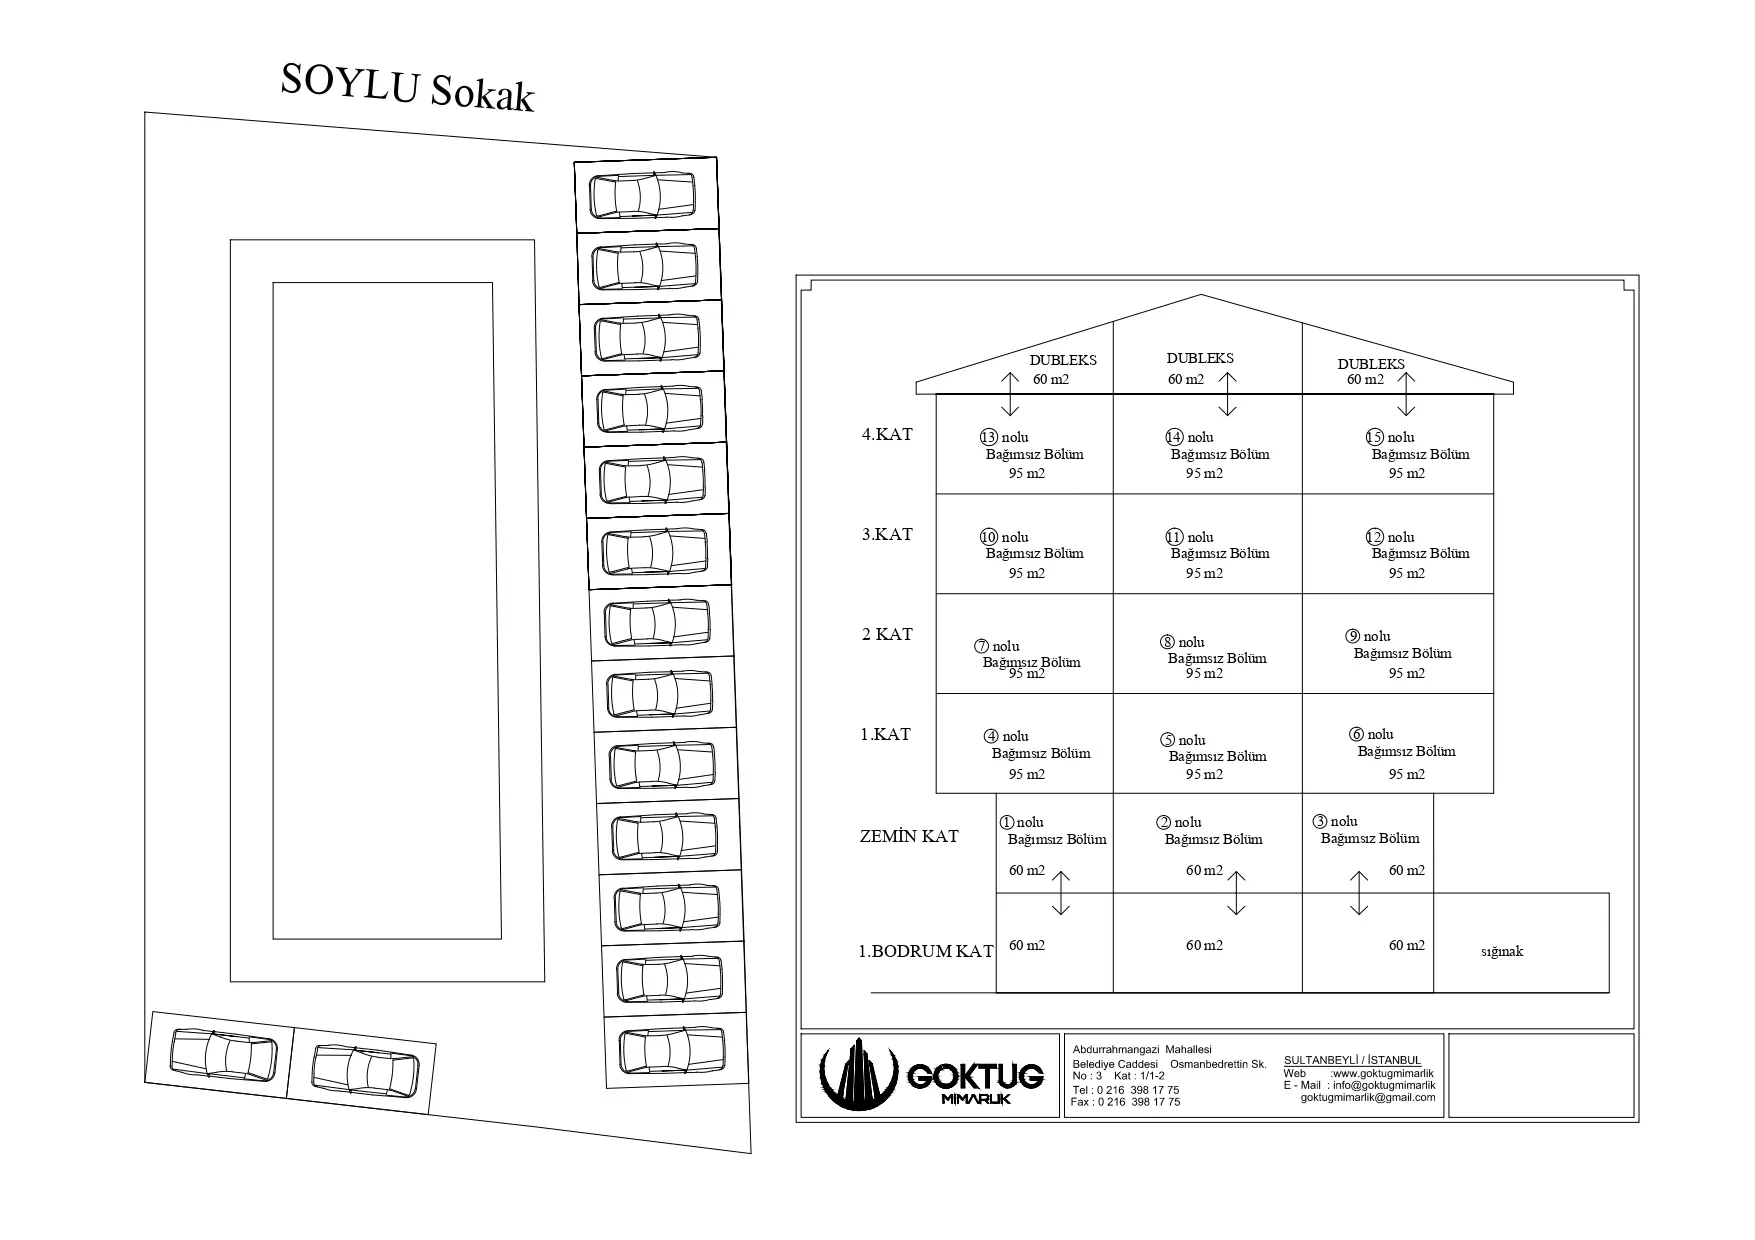 SOYLU Sokak
DUBLEKS
60 m2
DUBLEKS
60 m2
DUBLEKS
60 m2
4.KAT
13 nolu
Bağımsız Bölüm
95 m2
14 nolu
Bağımsız Bölüm
95 m2
15 nolu
Bağımsız Bölüm
95 m2
3.KAT
10 nolu
Bağımsız Bölüm
95 m2
11 nolu
Bağımsız Bölüm
95 m2
12 nolu
Bağımsız Bölüm
95 m2
2 KAT
7 nolu
Bağımsız Bölüm
95 m2
8 nolu
Bağımsız Bölüm
95 m2
9 nolu
Bağımsız Bölüm
95 m2
1.KAT
4 nolu
Bağımsız Bölüm
95 m2
5 nolu
Bağımsız Bölüm
95 m2
6 nolu
Bağımsız Bölüm
95 m2
ZEMİN KAT
1 nolu
Bağımsız Bölüm
60 m2
2 nolu
Bağımsız Bölüm
60 m2
3 nolu
Bağımsız Bölüm
60 m2
1.BODRUM KAT
60 m2
60 m2
60 m2
sığınak
GOKTUG
MIMARLIK
Abdurrahmangazi Mahallesi
Belediye Caddesi Osmanbedrettin Sk.
No : 3 Kat : 1/1-2
Tel : 0 216 398 17 75
Fax : 0 216 398 17 75
SULTANBEYLİ / İSTANBUL
Web :www.goktugmimarlik
E - Mail : info@goktugmimarlik
goktugmimarlik@gmail.com